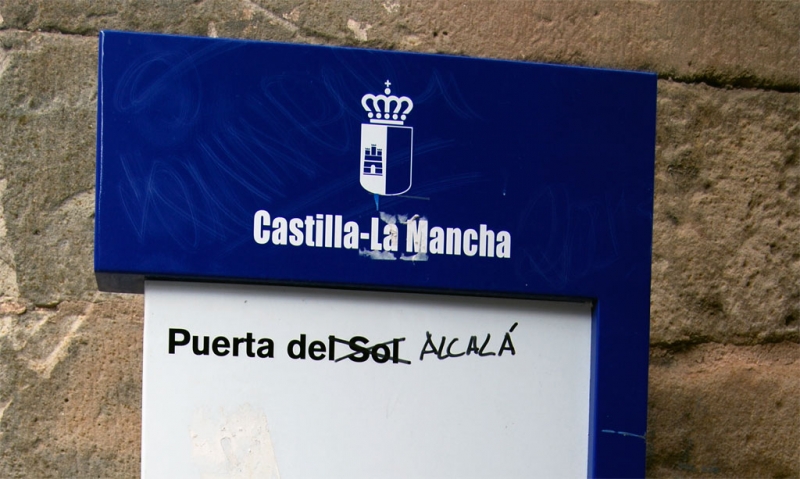 Castilla-La Mancha
Puerta del Sol ALCALÁ